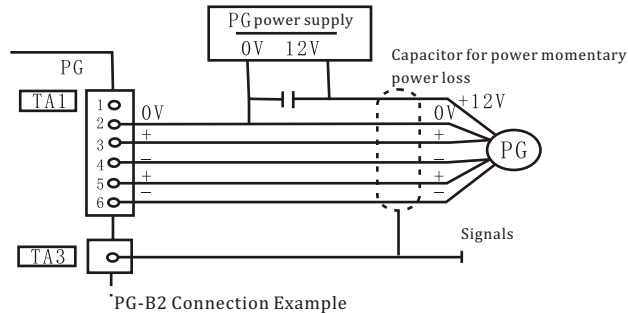 PG power supply
0V 12V
Capacitor for power momentary
power loss
PG
TA1
1
2
3
4
5
6
0V
+
−
+
−
+12V
0V
+
−
+
−
PG
Signals
TA3
PG-B2 Connection Example